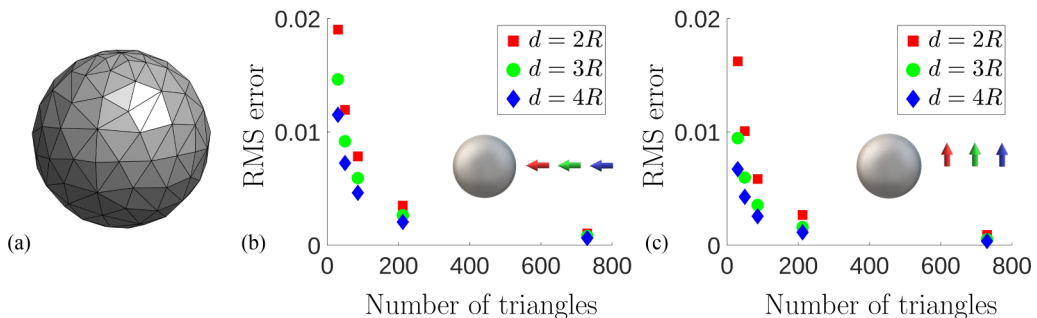 (a)
(b)
RMS error
0.02
0.01
0
0
200
400
600
800
Number of triangles
d = 2R
d = 3R
d = 4R
(c)
RMS error
0.02
0.01
0
0
200
400
600
800
Number of triangles
d = 2R
d = 3R
d = 4R